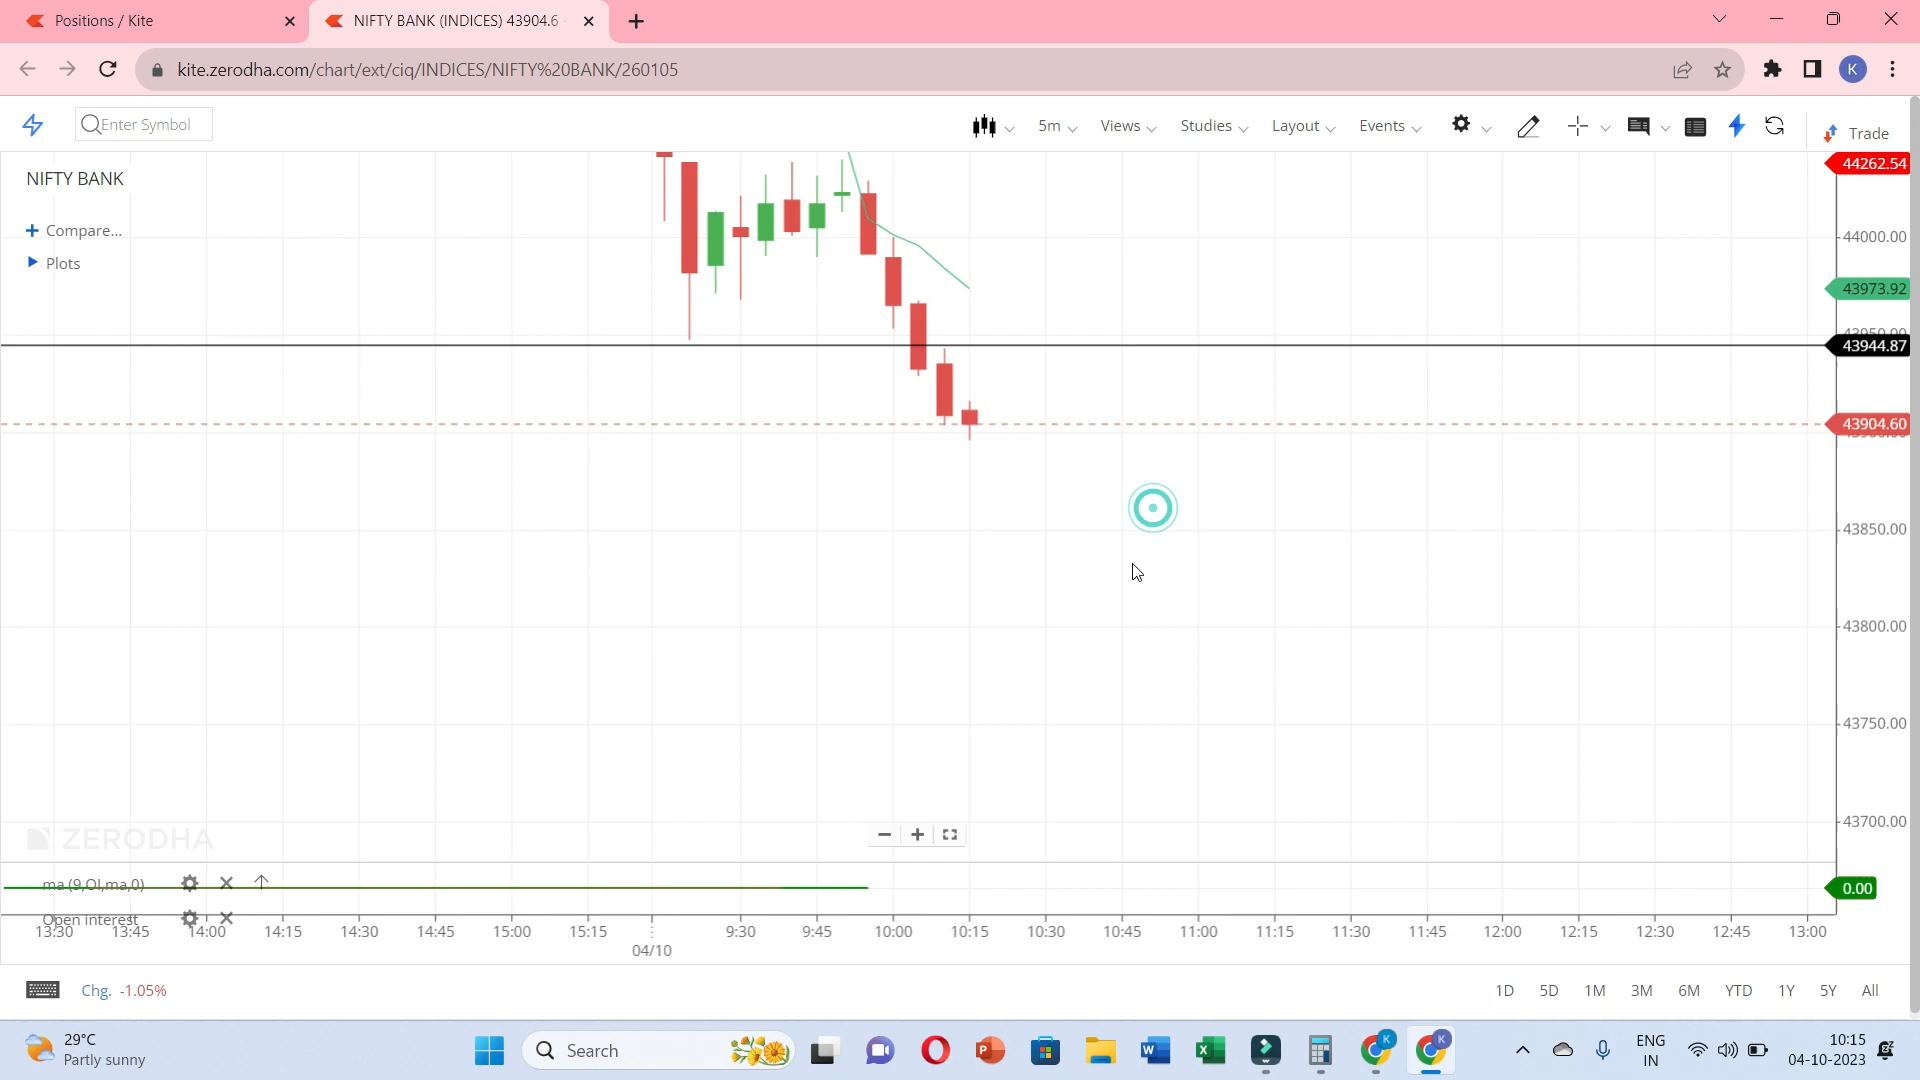 Positions / Kite
NIFTY BANK (INDICES) 43904.6
kite.zerodha.com/chart/ext/ciq/INDICES/NIFTY%20BANK/260105
K
Enter Symbol
5m
Views
Studies
Layout
Events
Trade
NIFTY BANK
Compare...
Plots
44262.54
44000.00
43973.92
43950.00
43944.87
43904.60
43900.00
43850.00
43800.00
43750.00
43700.00
ZERODHA
ma (9,OI,ma,0)
0.00
Open interest
13:30 13:45 14:00 14:15 14:30 14:45 15:00 15:15 9:30 9:45 10:00 10:15 10:30 10:45 11:00 11:15 11:30 11:45 12:00 12:15 12:30 12:45 13:00
04/10
Chg. -1.05%
1D 5D 1M 3M 6M YTD 1Y 5Y All
29°C
Partly sunny
Search
ENG
IN
10:15
04-10-2023